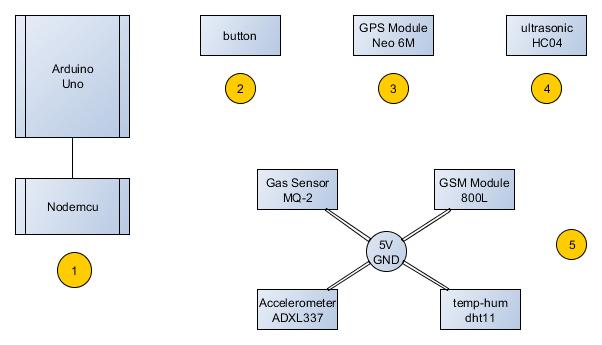 Arduino
Uno
button
GPS Module
Neo 6M
ultrasonic
HC04
2
3
4
Nodemcu
1
Gas Sensor
MQ-2
GSM Module
800L
5V
GND
5
Accelerometer
ADXL337
temp-hum
dht11